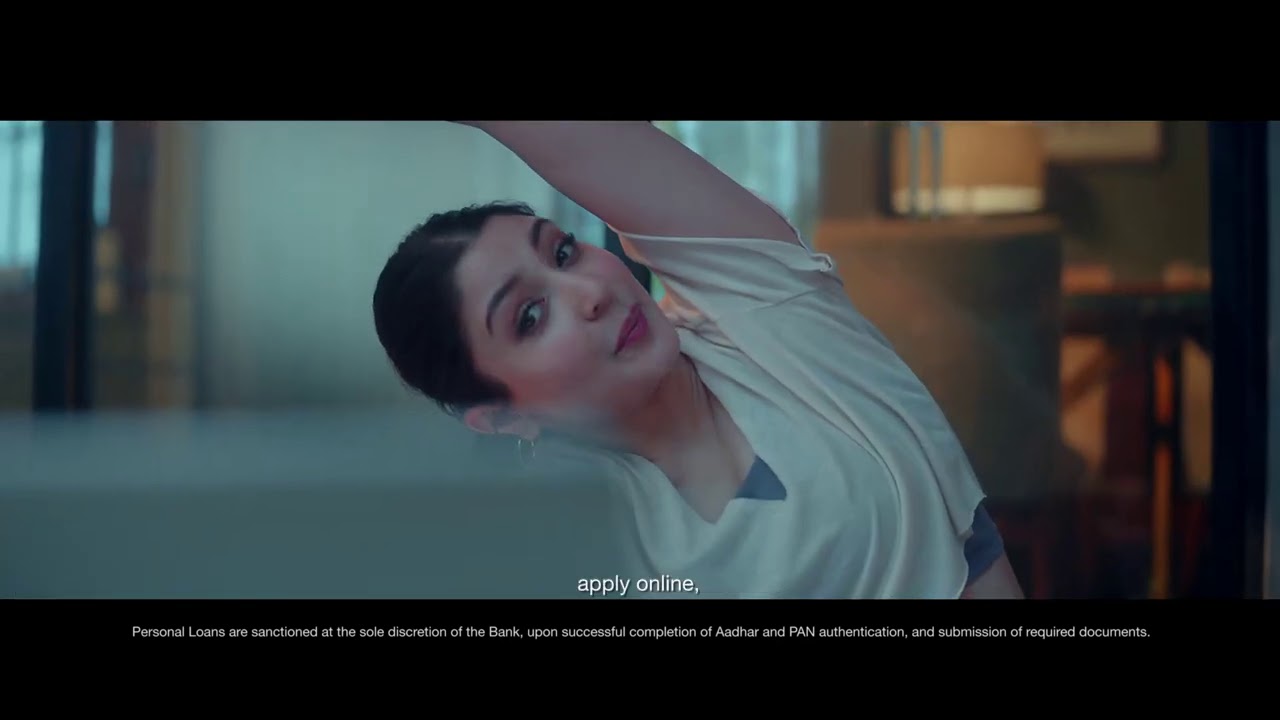 apply online,
Personal Loans are sanctioned at the sole discretion of the Bank, upon successful completion of Aadhar and PAN authentication, and submission of required documents.